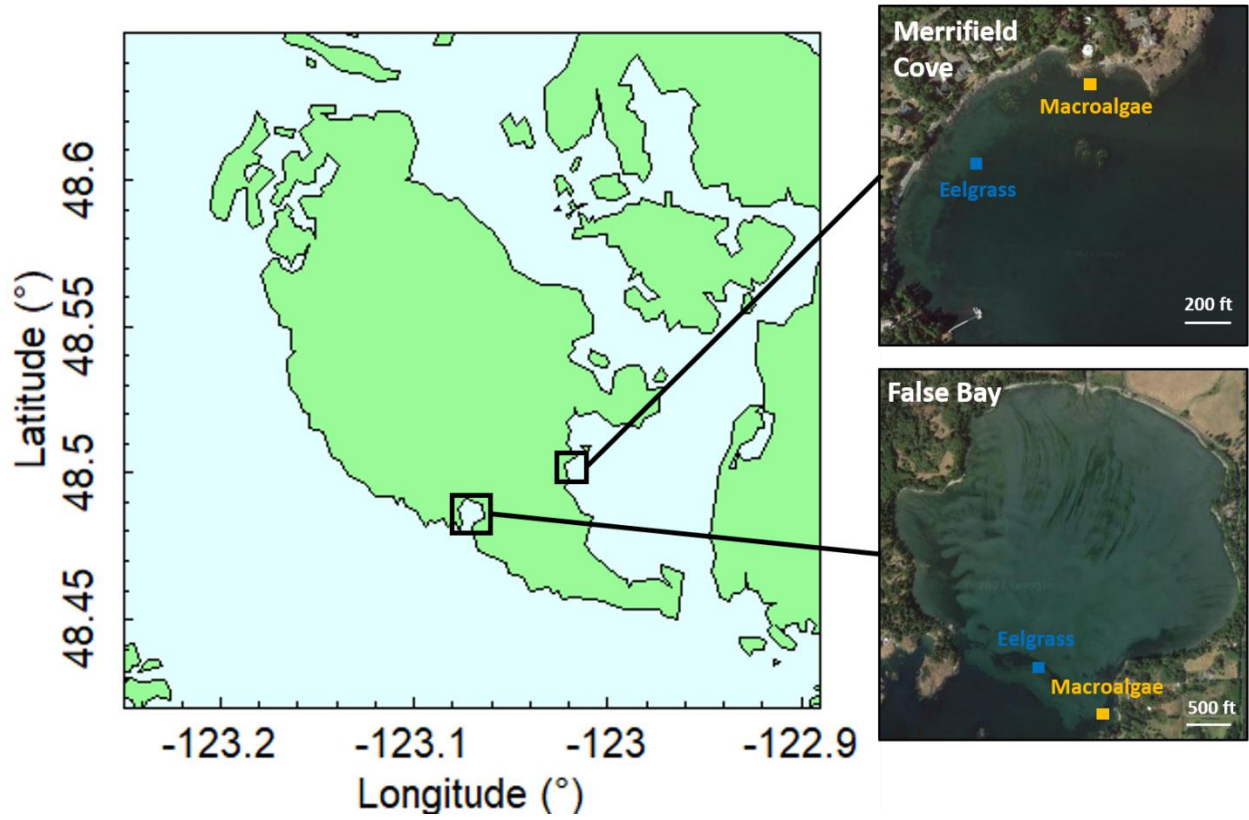 Latitude (°)
48.6
48.55
48.5
48.45
-123.2
-123.1
-123
-122.9
Longitude (°)
Merrifield
Cove
Macroalgae
Eelgrass
200 ft
False Bay
Eelgrass
Macroalgae
500 ft